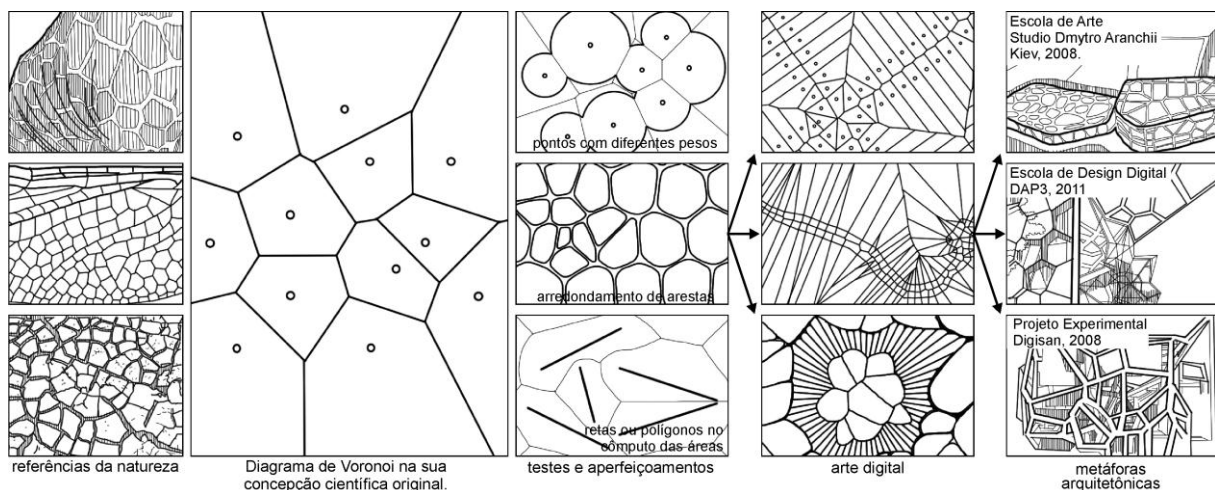 pontos com diferentes pesos
Escola de Arte
Studio Dmytro Aranchii
Kiev, 2008.
arredondamento de arestas
Escola de Design Digital
DAP3, 2011
retas ou polígonos no
cômputo das áreas
Projeto Experimental
Digisan, 2008
referências da natureza
Diagrama de Voronoi na sua
concepção científica original.
testes e aperfeiçoamentos
arte digital
metáforas
arquitetônicas